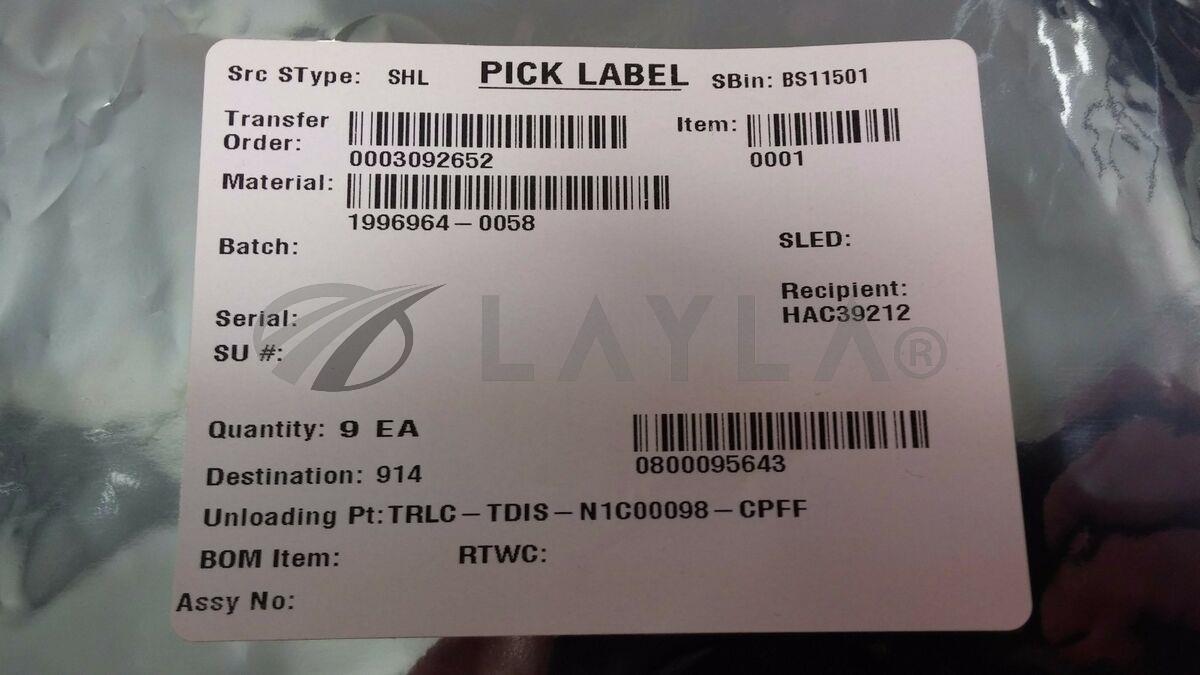 Src SType: SHL PICK LABEL SBin: BS11501
Transfer Order: 0003092652 Item: 0001
Material: 1996964-0058
Batch: SLED:
Recipient:
Serial: HAC39212
SU #:
LAYLA®
Quantity: 9 EA
0800095643
Destination: 914
Unloading Pt: TRLC-TDIS-N1C00098-CPFF
BOM Item: RTWC:
Assy No: